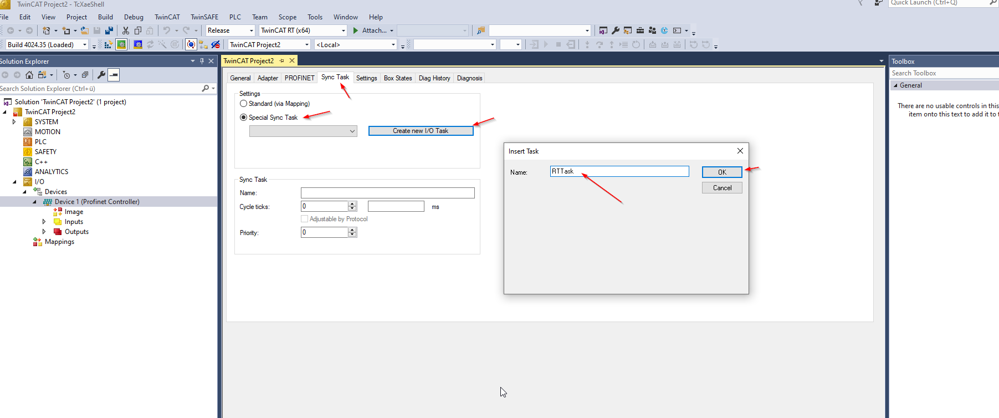 TwinCAT Project2 - TcXaeShell
Quick Launch (Ctrl+Q)
File Edit View Project Build Debug TwinCAT TwinSAFE PLC Team Scope Tools Window Help
Release TwinCAT RT (x64) Attach...
Build 4024.35 (Loaded) TwinCAT Project2 <Local>
Solution Explorer
Search Solution Explorer (Ctrl+ü)
Solution 'TwinCAT Project2' (1 project)
TwinCAT Project2
SYSTEM
MOTION
PLC
SAFETY
C++
ANALYTICS
I/O
Devices
Device 1 (Profinet Controller)
Image
Inputs
Outputs
Mappings
TwinCAT Project2
General Adapter PROFINET Sync Task Settings Box States Diag History Diagnosis
Settings
Standard (via Mapping)
Special Sync Task
Create new I/O Task
Sync Task
Name:
Cycle ticks: 0 ms
Adjustable by Protocol
Priority: 0
Insert Task
Name: RTTask OK
Cancel
Toolbox
Search Toolbox
General
There are no usable controls in this
item onto this text to add it to